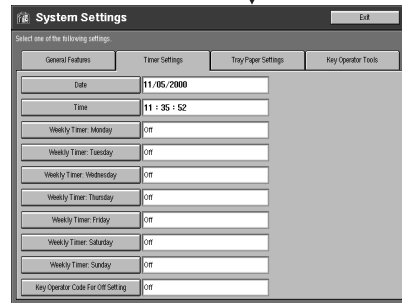 System Settings
Exit
Select one of the following settings.
General Features
Timer Settings
Tray Paper Settings
Key Operator Tools
Date
11/05/2000
Time
11 : 35 : 52
Weekly Timer: Monday
Off
Weekly Timer: Tuesday
Off
Weekly Timer: Wednesday
Off
Weekly Timer: Thursday
Off
Weekly Timer: Friday
Off
Weekly Timer: Saturday
Off
Weekly Timer: Sunday
Off
Key Operator Code For Off Setting
Off